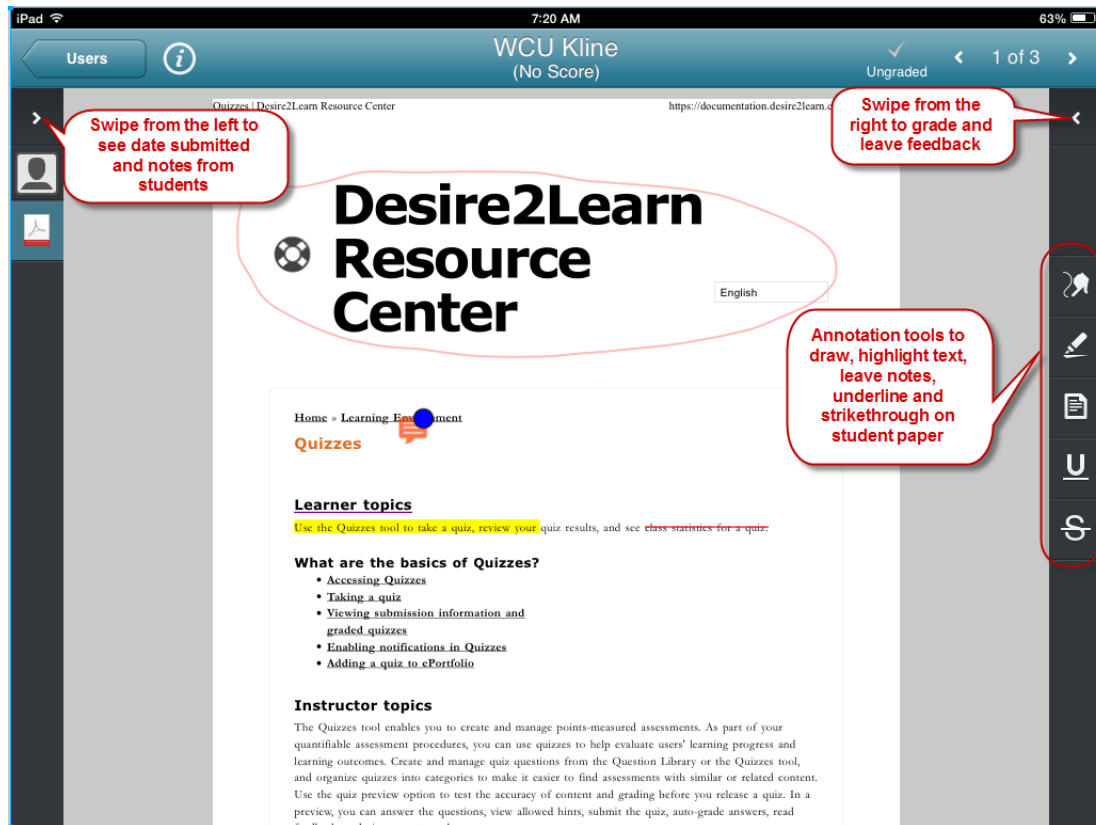 iPad
7:20 AM
63%
Users
WCU Kline
(No Score)
Ungraded
1 of 3
Quizzes | Desire2Learn Resource Center
https://documentation.desire2learn.c
Swipe from the left to
see date submitted
and notes from
students
Swipe from the
right to grade and
leave feedback
Desire2Learn
Resource
Center
English
Annotation tools to
draw, highlight text,
leave notes,
underline and
strikethrough on
student paper
U
S
Home » Learning Environment
Quizzes
Learner topics
Use the Quizzes tool to take a quiz, review your quiz results, and see class statistics for a quiz.
What are the basics of Quizzes?
• Accessing Quizzes
• Taking a quiz
• Viewing submission information and
graded quizzes
• Enabling notifications in Quizzes
• Adding a quiz to ePortfolio
Instructor topics
The Quizzes tool enables you to create and manage points-measured assessments. As part of your
quantifiable assessment procedures, you can use quizzes to help evaluate users' learning progress and
learning outcomes. Create and manage quiz questions from the Question Library or the Quizzes tool,
and organize quizzes into categories to make it easier to find assessments with similar or related content.
Use the quiz preview option to test the accuracy of content and grading before you release a quiz. In a
preview, you can answer the questions, view allowed hints, submit the quiz, auto-grade answers, read